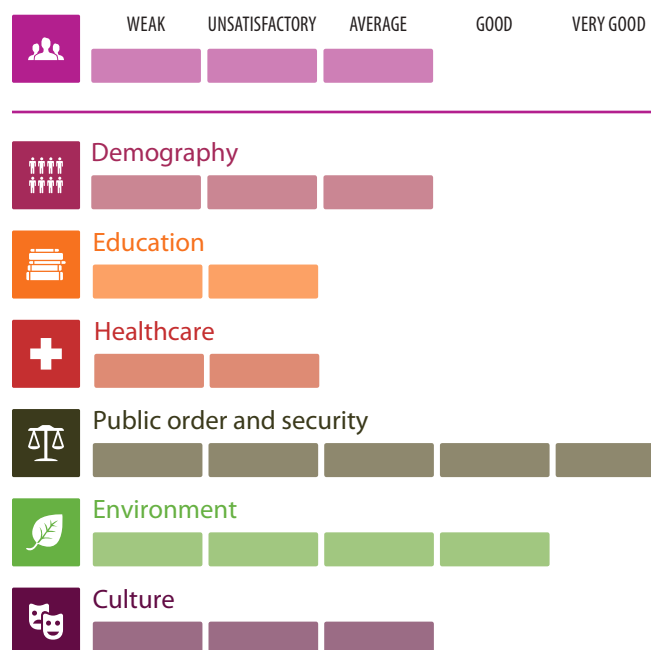 WEAK UNSATISFACTORY AVERAGE GOOD VERY GOOD
Demography
Education
Healthcare
Public order and security
Environment
Culture